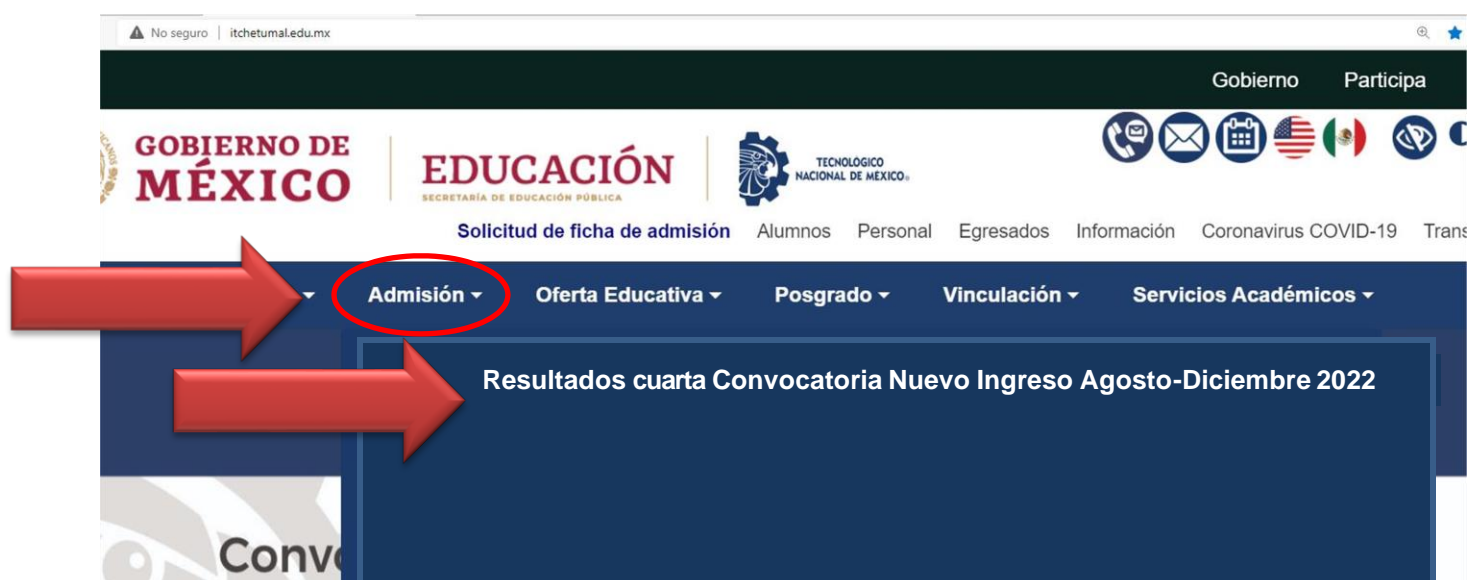 No seguro | itchetumal.edu.mx
Gobierno Participa
GOBIERNO DE
MÉXICO
EDUCACIÓN
SECRETARÍA DE EDUCACIÓN PÚBLICA
TECNOLÓGICO
NACIONAL DE MÉXICO®
Solicitud de ficha de admisión Alumnos Personal Egresados Información Coronavirus COVID-19 Trans
Admisión Oferta Educativa Posgrado Vinculación Servicios Académicos
Resultados cuarta Convocatoria Nuevo Ingreso Agosto-Diciembre 2022
Conv